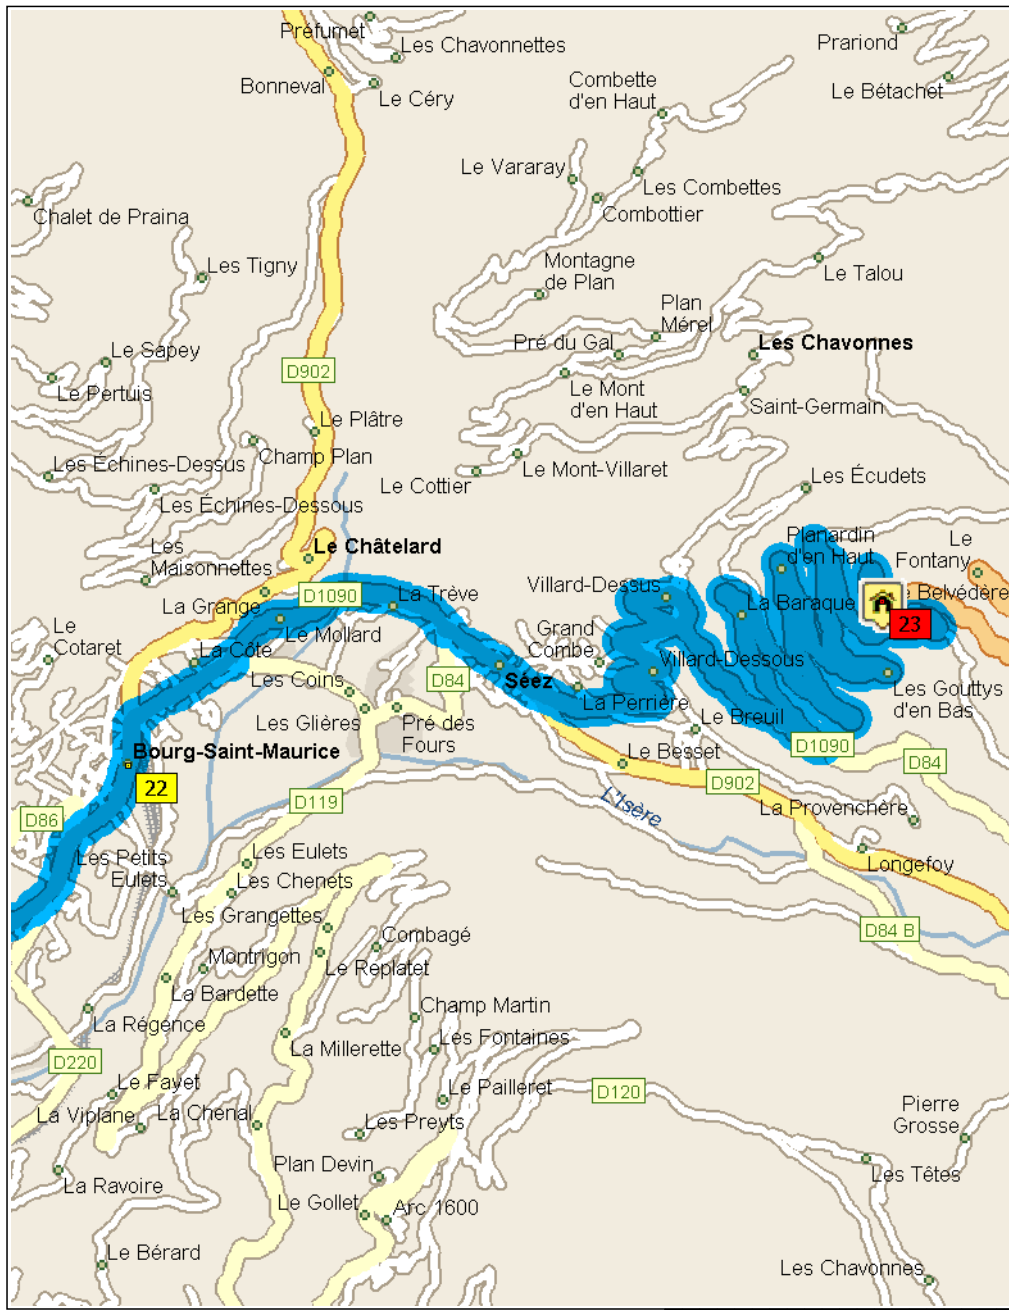 Préfumet
Les Chavonnettes
Bonneval
Le Céry
Prariond
Le Bétachet
Combette
d'en Haut
Le Vararay
Les Combettes
Combottier
Chalet de Praina
Les Tigny
Montagne
de Plan
Le Talou
Plan
Mérel
Pré du Gal
Les Chavonnes
Le Sapey
Le Pertuis
D902
Le Mont
d'en Haut
Saint-Germain
Le Plâtre
Champ Plan
Les Échines-Dessus
Les Échines-Dessous
Le Cottier
Le Mont-Villaret
Les Écudets
Les
Maisonnettes
Le Châtelard
Planardin
d'en Haut
Le
Fontany
La Grange
D1090
La Trève
Villard-Dessus
La Baraque
Le Belvédère
23
Le
Cotaret
Le Mollard
La Côte
Grand
Combe
Villard-Dessous
Les Coins
D84
Séez
La Perrière
Les Gouttys
d'en Bas
Les Glières
Pré des
Fours
Le Breuil
D1090
D84
Bourg-Saint-Maurice
22
Le Besset
D902
D119
L'Isère
La Provenchère
D86
Les Petits
Eulets
Les Eulets
Les Chenets
Longefoy
Les Grangettes
D84 B
Combagé
Montrigon
Le Replatet
La Bardette
Champ Martin
La Régence
La Millerette
Les Fontaines
D220
Le Fayet
Le Pailleret
D120
La Viplane
La Chenal
Les Preyts
Pierre
Grosse
Plan Devin
Les Têtes
La Ravoire
Le Gollet
Arc 1600
Le Bérard
Les Chavonnes